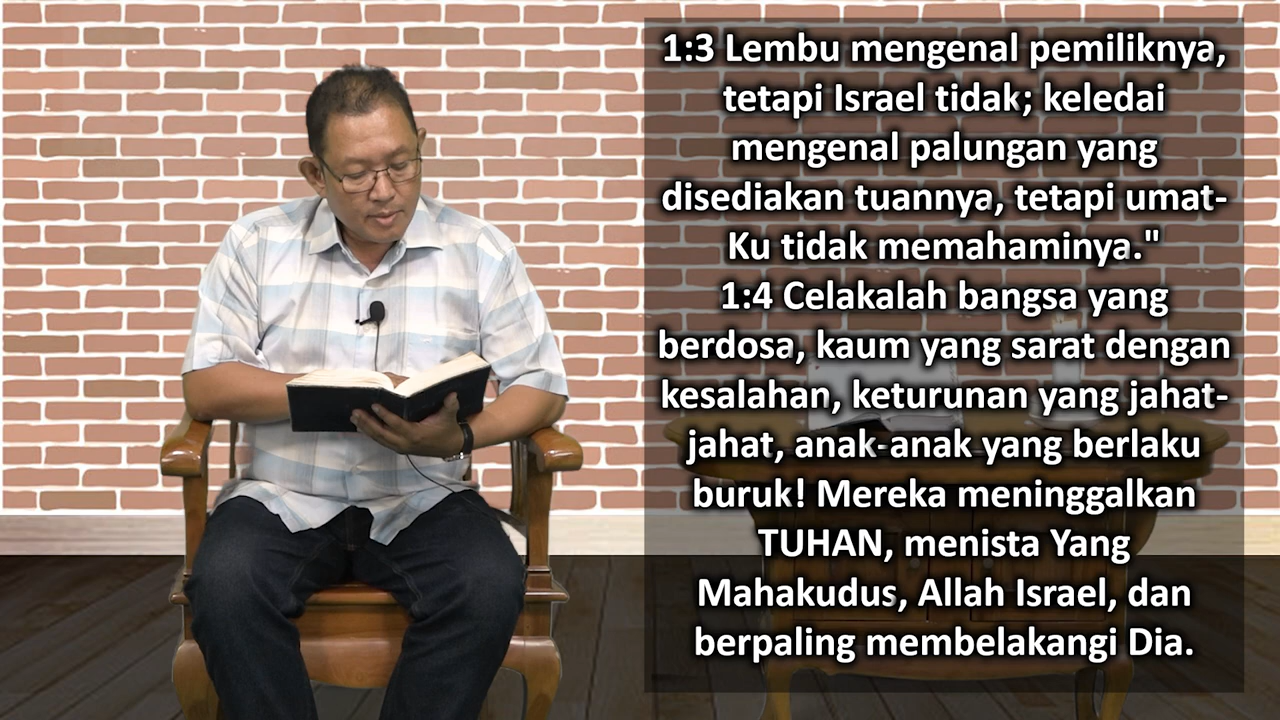 1:3 Lembu mengenal pemiliknya,
tetapi Israel tidak; keledai
mengenal palungan yang
disediakan tuannya, tetapi umat-
Ku tidak memahaminya."
1:4 Celakalah bangsa yang
berdosa, kaum yang sarat dengan
kesalahan, keturunan yang jahat-
jahat, anak-anak yang berlaku
buruk! Mereka meninggalkan
TUHAN, menista Yang
Mahakudus, Allah Israel, dan
berpaling membelakangi Dia.